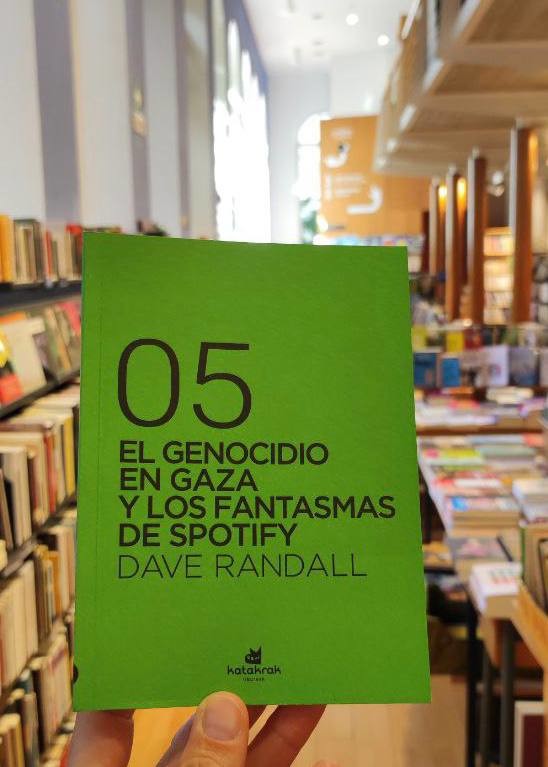 05
EL GENOCIDIO
EN GAZA
Y LOS FANTASMAS
DE SPOTIFY
DAVE RANDALL
katakrak